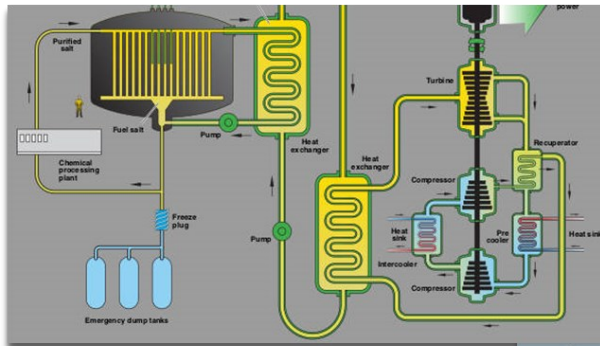 power
Purified
salt
Turbine
Fuel salt
Pump
Heat
exchanger
Recuperator
Heat
exchanger
Chemical
processing
plant
Compressor
Freeze
plug
Heat
sink
Pre
cooler
Heat sink
Pump
Intercooler
Compressor
Emergency dump tanks